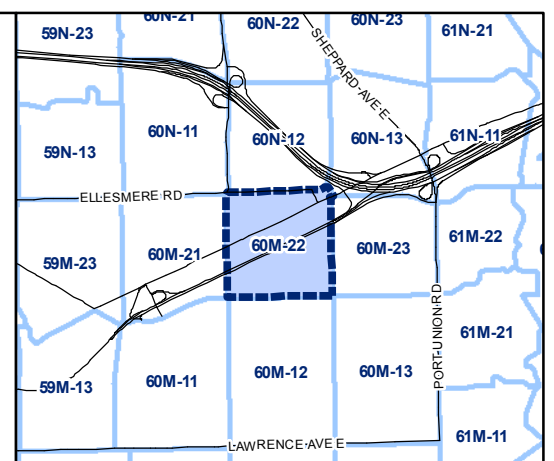 60N-21
60N-22
60N-23
59N-23
61N-21
SHEPPARD AVE E
60N-11
60N-12
60N-13
61N-11
59N-13
ELLESMERE RD
59M-23
60M-21
60M-22
60M-23
61M-22
PORT UNION RD
61M-21
59M-13
60M-11
60M-12
60M-13
61M-11
LAWRENCE AVE E